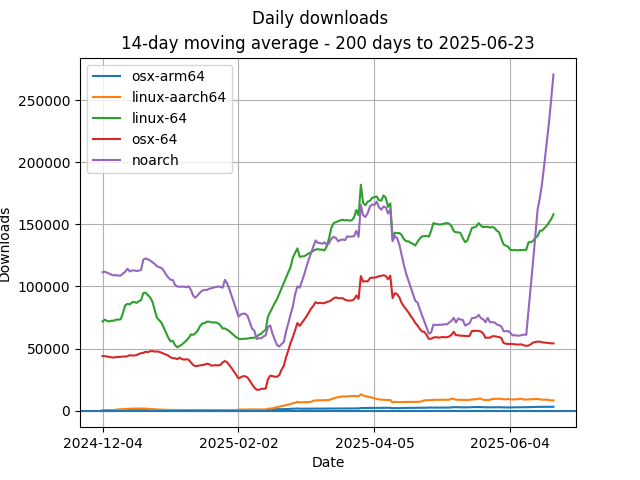 Daily downloads
14-day moving average - 200 days to 2025-06-23
osx-arm64
linux-aarch64
linux-64
osx-64
noarch
250000
200000
150000
100000
50000
0
Downloads
2024-12-04 2025-02-02 2025-04-05 2025-06-04
Date